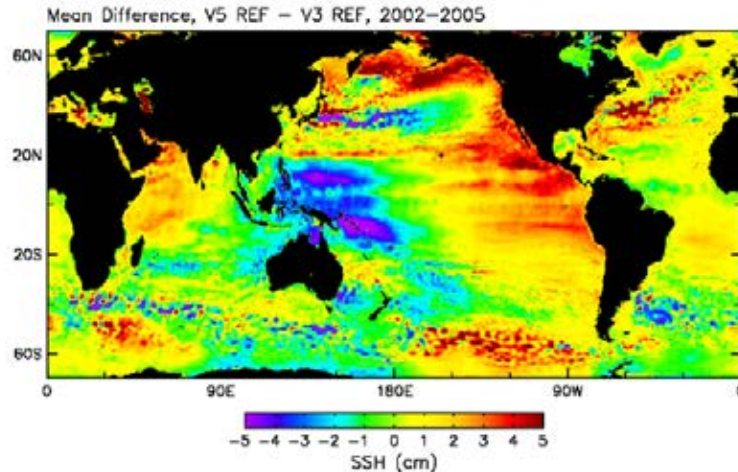 Mean Difference, V5 REF - V3 REF, 2002-2005
60N
20N
20S
60S
0 90E 180E 90W 0
-5 -4 -3 -2 -1 0 1 2 3 4 5
SSH (cm)